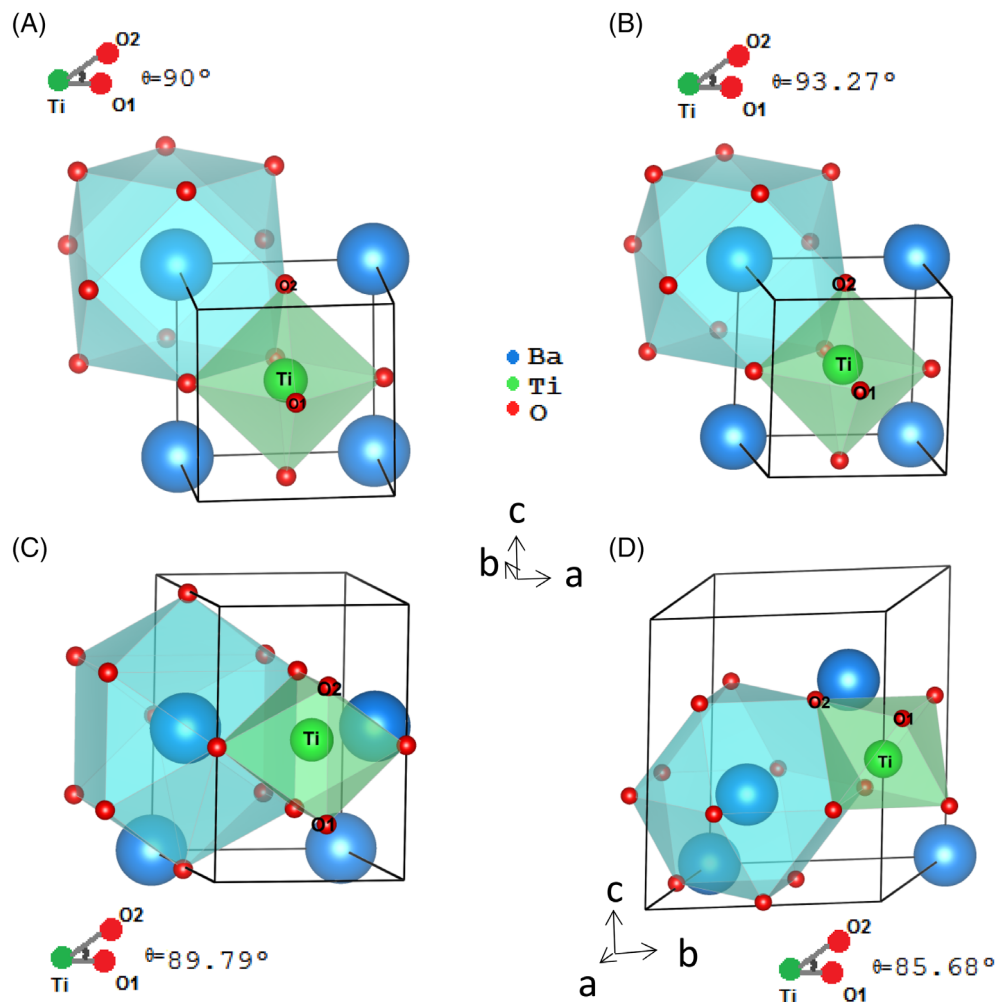 (A)
O2
θ=90°
Ti
O1
O2
Ti
O1
(B)
O2
θ=93.27°
Ti
O1
O2
Ti
O1
Ba
Ti
O
c
b
a
(C)
O2
Ti
O1
O2
θ=89.79°
Ti
O1
(D)
O2
O1
Ti
c
b
a
O2
θ=85.68°
Ti
O1